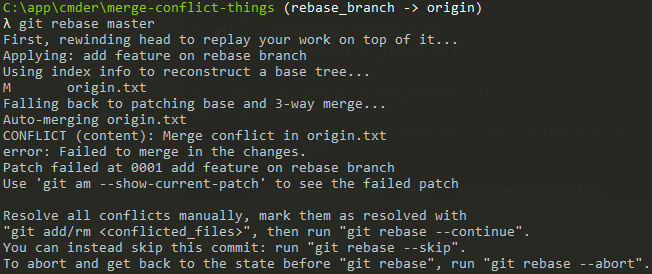 C:\app\cmder\merge-conflict-things (rebase_branch -> origin)
λ git rebase master
First, rewinding head to replay your work on top of it...
Applying: add feature on rebase branch
Using index info to reconstruct a base tree...
M       origin.txt
Falling back to patching base and 3-way merge...
Auto-merging origin.txt
CONFLICT (content): Merge conflict in origin.txt
error: Failed to merge in the changes.
Patch failed at 0001 add feature on rebase branch
Use 'git am --show-current-patch' to see the failed patch

Resolve all conflicts manually, mark them as resolved with
"git add/rm <conflicted_files>", then run "git rebase --continue".
You can instead skip this commit: run "git rebase --skip".
To abort and get back to the state before "git rebase", run "git rebase --abort".